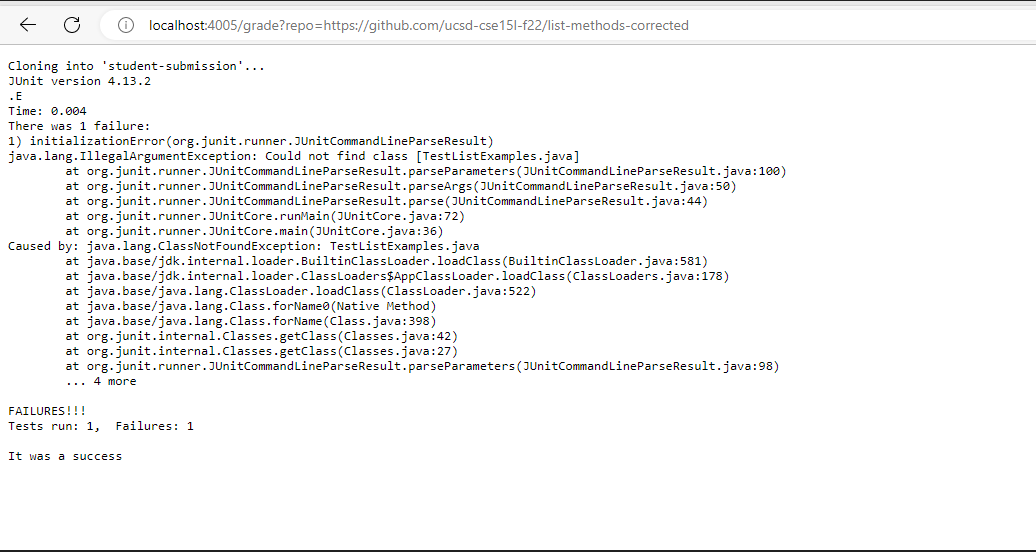 localhost:4005/grade?repo=https://github.com/ucsd-cse15l-f22/list-methods-corrected
Cloning into 'student-submission'...
JUnit version 4.13.2
.E
Time: 0.004
There was 1 failure:
1) initializationError(org.junit.runner.JUnitCommandLineParseResult)
java.lang.IllegalArgumentException: Could not find class [TestListExamples.java]
        at org.junit.runner.JUnitCommandLineParseResult.parseParameters(JUnitCommandLineParseResult.java:100)
        at org.junit.runner.JUnitCommandLineParseResult.parseArgs(JUnitCommandLineParseResult.java:50)
        at org.junit.runner.JUnitCommandLineParseResult.parse(JUnitCommandLineParseResult.java:44)
        at org.junit.runner.JUnitCore.runMain(JUnitCore.java:72)
        at org.junit.runner.JUnitCore.main(JUnitCore.java:36)
Caused by: java.lang.ClassNotFoundException: TestListExamples.java
        at java.base/jdk.internal.loader.BuiltinClassLoader.loadClass(BuiltinClassLoader.java:581)
        at java.base/jdk.internal.loader.ClassLoaders$AppClassLoader.loadClass(ClassLoaders.java:178)
        at java.base/java.lang.ClassLoader.loadClass(ClassLoader.java:522)
        at java.base/java.lang.Class.forName0(Native Method)
        at java.base/java.lang.Class.forName(Class.java:398)
        at org.junit.internal.Classes.getClass(Classes.java:42)
        at org.junit.internal.Classes.getClass(Classes.java:27)
        at org.junit.runner.JUnitCommandLineParseResult.parseParameters(JUnitCommandLineParseResult.java:98)
        ... 4 more
FAILURES!!!
Tests run: 1,  Failures: 1
It was a success